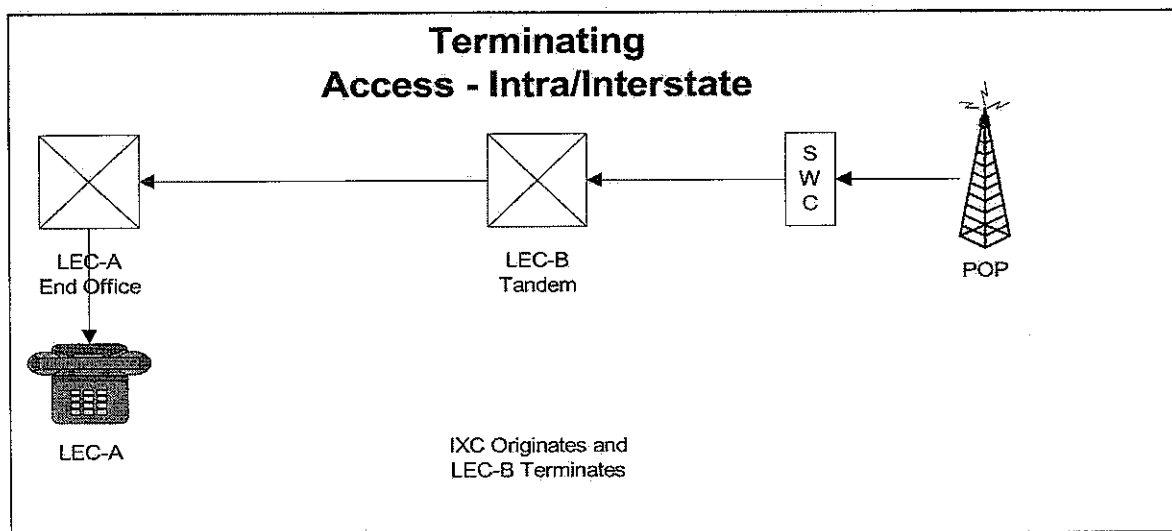 Terminating
Access - Intra/Interstate
S
W
C
LEC-A
End Office
LEC-B
Tandem
POP
LEC-A
IXC Originates and
LEC-B Terminates